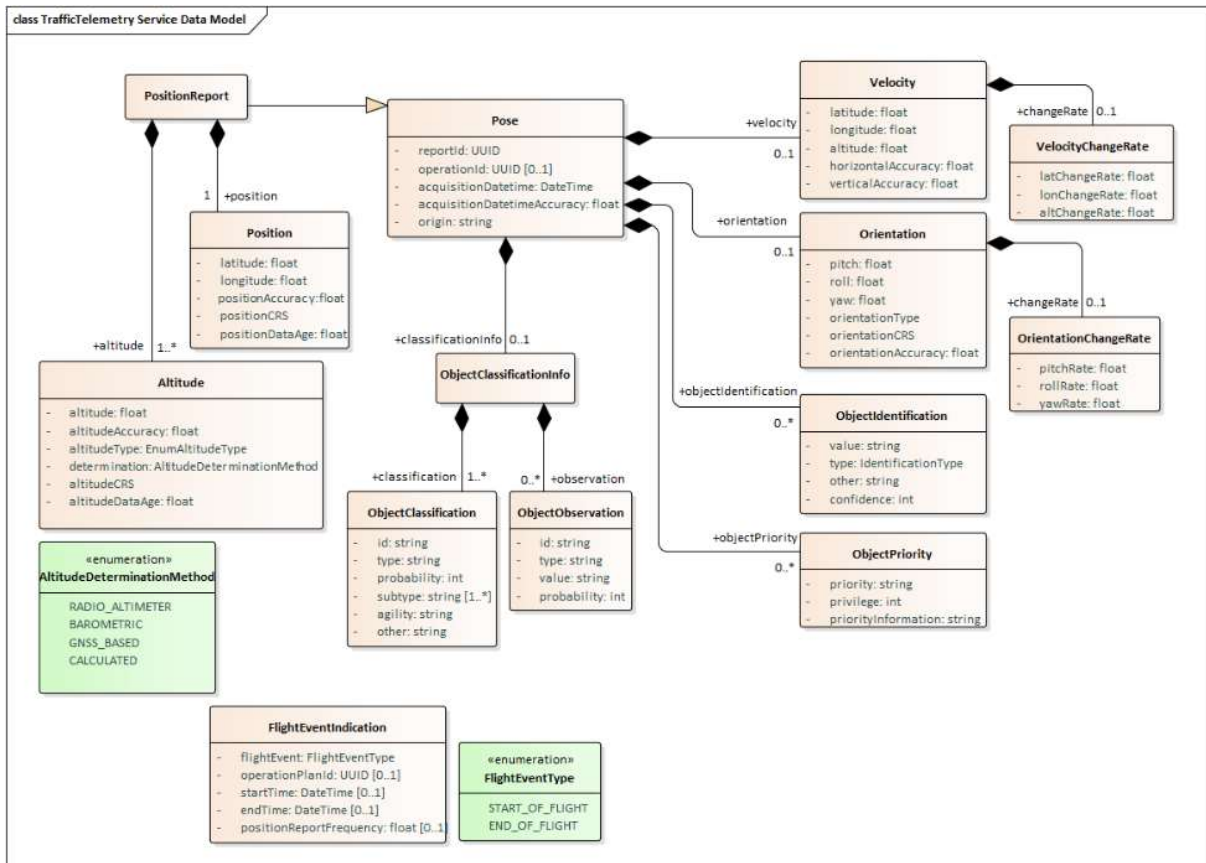 class TrafficTelemetry Service Data Model
PositionReport
1 +position
+altitude 1..*
Pose
- reportId: UUID
- operationId: UUID [0..1]
- acquisitionDatetime: DateTime
- acquisitionDatetimeAccuracy: float
- origin: string
+velocity
0..1
Velocity
- latitude: float
- longitude: float
- altitude: float
- horizontalAccuracy: float
- verticalAccuracy: float
+changeRate 0..1
VelocityChangeRate
- latChangeRate: float
- lonChangeRate: float
- altChangeRate: float
Position
- latitude: float
- longitude: float
- positionAccuracy:float
- positionCRS
- positionDataAge: float
+orientation
0..1
Orientation
- pitch: float
- roll: float
- yaw: float
- orientationType
- orientationCRS
- orientationAccuracy: float
+changeRate 0..1
OrientationChangeRate
- pitchRate: float
- rollRate: float
- yawRate: float
Altitude
- altitude: float
- altitudeAccuracy: float
- altitudeType: EnumAltitudeType
- determination: AltitudeDeterminationMethod
- altitudeCRS
- altitudeDataAge: float
+classificationInfo 0..1
ObjectClassificationInfo
+classification 1..*
0..* +observation
ObjectClassification
- id: string
- type: string
- probability: int
- subtype: string [1..*]
- agility: string
- other: string
ObjectObservation
- id: string
- type: string
- value: string
- probability: int
+objectIdentification
0..*
ObjectIdentification
- value: string
- type: IdentificationType
- other: string
- confidence: int
+objectPriority
0..*
ObjectPriority
- priority: string
- privilege: int
- priorityInformation: string
«enumeration»
AltitudeDeterminationMethod
RADIO_ALTIMETER
BAROMETRIC
GNSS_BASED
CALCULATED
FlightEventIndication
- flightEvent: FlightEventType
- operationPlanId: UUID [0..1]
- startTime: DateTime [0..1]
- endTime: DateTime [0..1]
- positionReportFrequency: float [0..1]
«enumeration»
FlightEventType
START_OF_FLIGHT
END_OF_FLIGHT